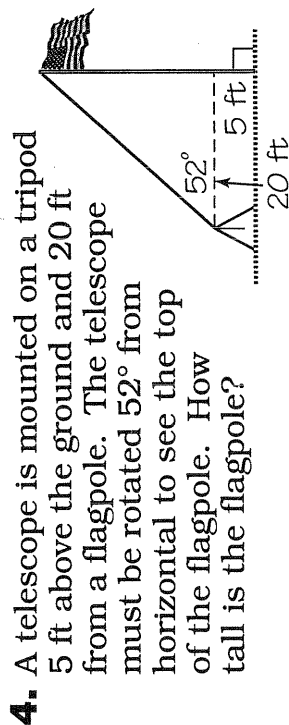 4. A telescope is mounted on a tripod
5 ft above the ground and 20 ft
from a flagpole. The telescope
must be rotated 52° from
horizontal to see the top
of the flagpole. How
tall is the flagpole?
52°
5 ft
20 ft